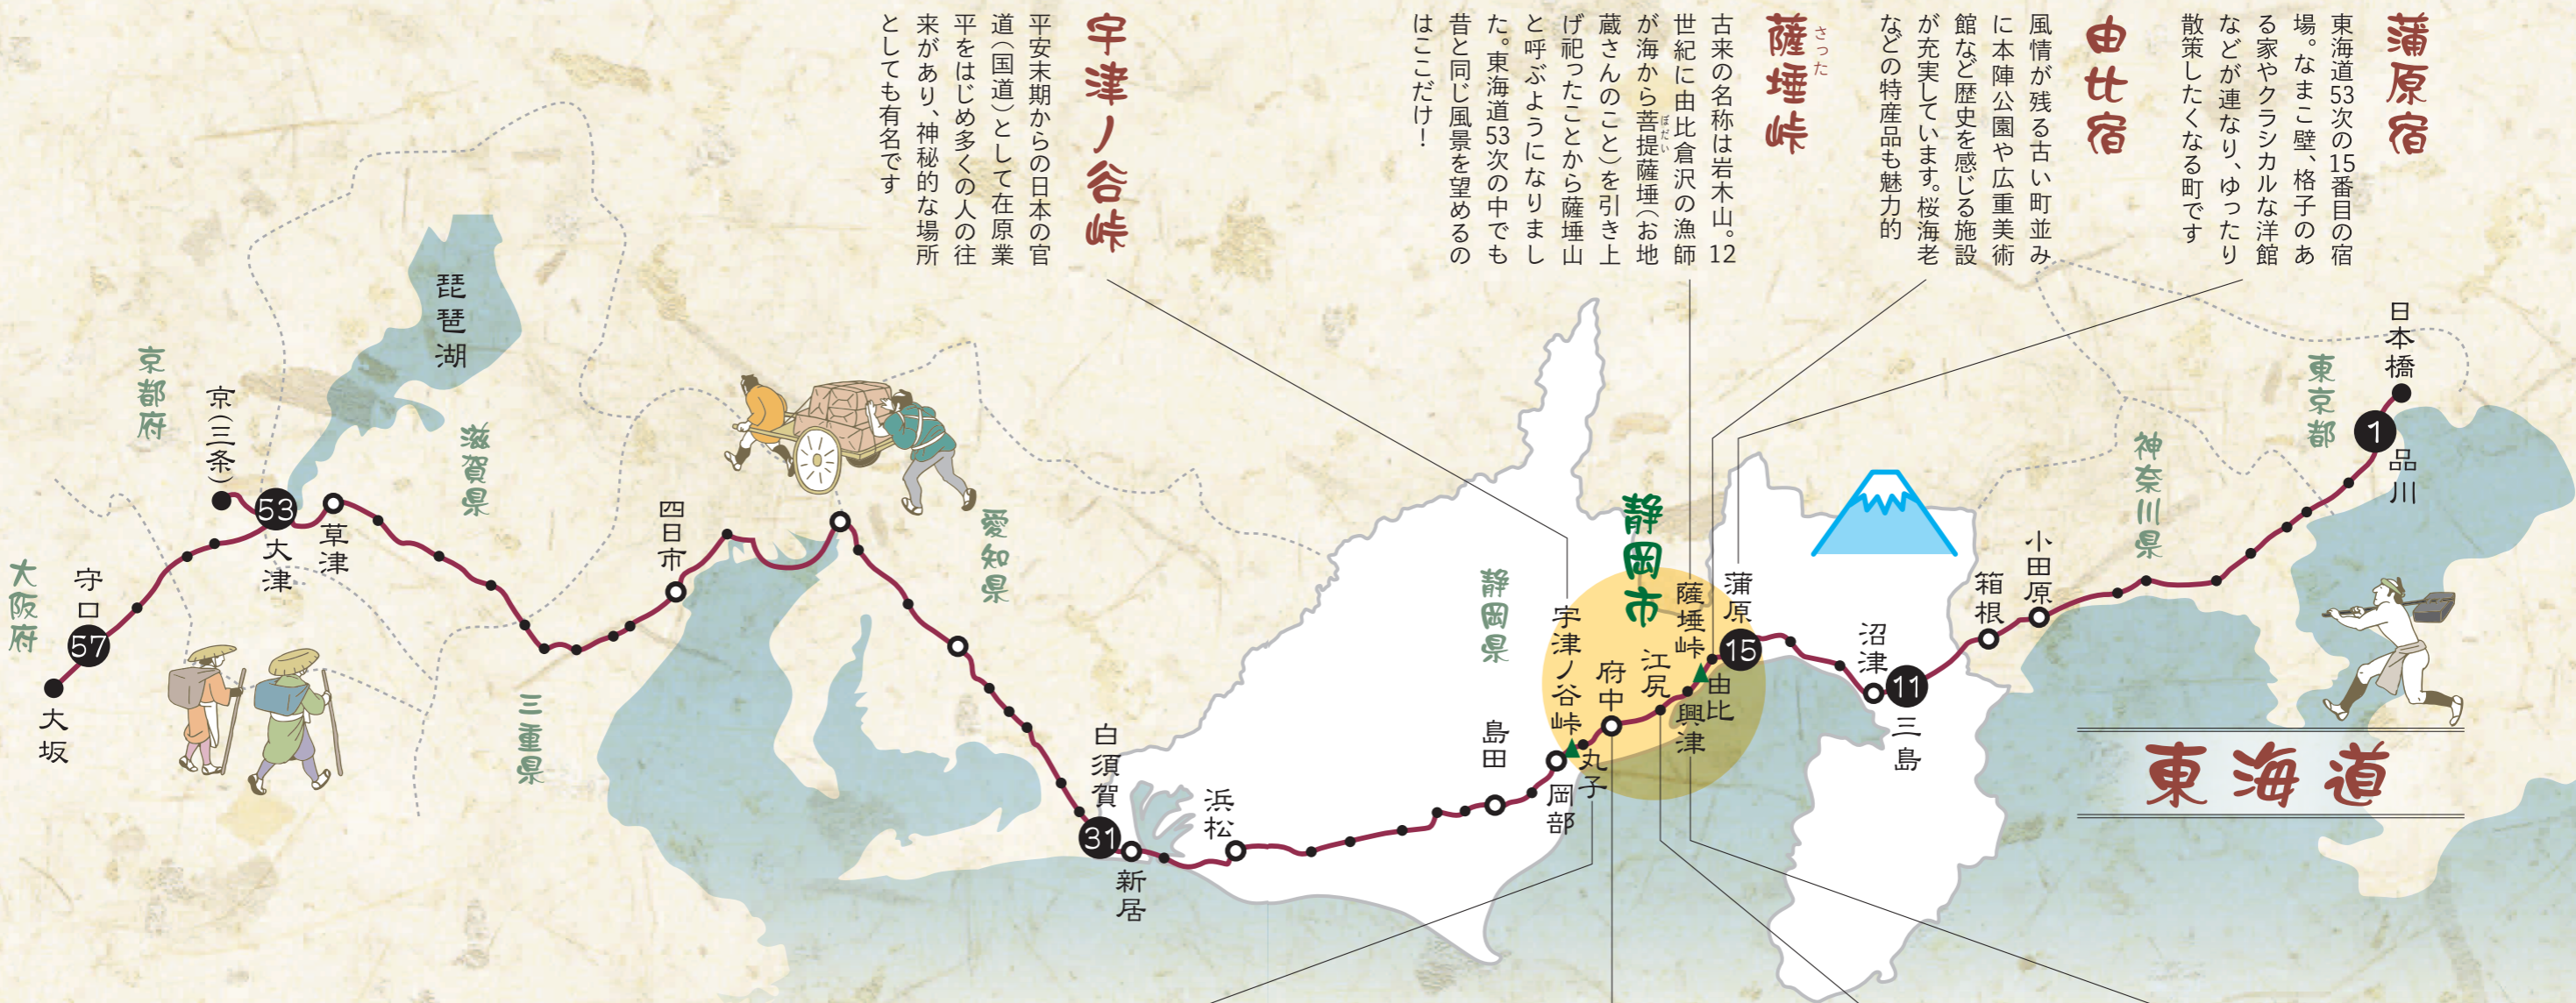 蒲原宿
東海道53次の15番目の宿
場。なまこ壁、格子のあ
る家やクラシカルな洋館
などが連なり、ゆったり
散策したくなる町です
由比宿
風情が残る古い町並み
に本陣公園や広重美術
館など歴史を感じる施設
が充実しています。桜海老
などの特産品も魅力的
さった
薩埵峠
古来の名称は岩木山。12
世紀に由比倉沢の漁師
ぼだい
が海から菩提薩埵(お地
蔵さんのこと)を引き上
げ祀ったことから薩埵山
と呼ぶようになりまし
た。東海道53次の中でも
昔と同じ風景を望めるの
はここだけ!
宇津ノ谷峠
平安末期からの日本の官
道(国道)として在原業
平をはじめ多くの人の往
来があり、神秘的な場所
としても有名です
日本橋
東京都
1
品川
神奈川県
小田原
箱根
11
三島
沼津
15
蒲原
由比
薩埵峠
興津
江尻
静岡市
府中
丸子
宇津ノ谷峠
岡部
静岡県
島田
浜松
新居
31
白須賀
愛知県
四日市
三重県
滋賀県
琵琶湖
草津
53
大津
京(三条)
京都府
守口
57
大阪府
大坂
東海道